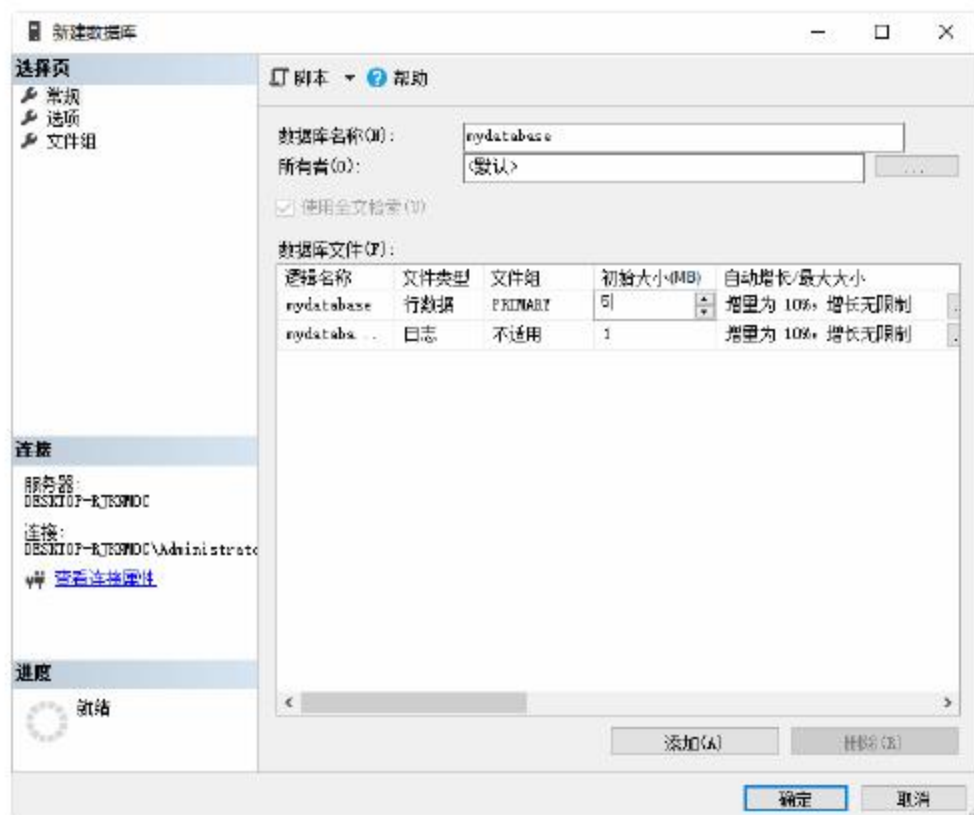 新建数据库
选择页
常规
选项
文件组
脚本 帮助
数据库名称(N):
mydatabase
所有者(O):
<默认>
...
使用全文检索(U)
数据库文件(F):
逻辑名称 文件类型 文件组 初始大小(MB) 自动增长/最大大小
mydatabase 行数据 PRIMARY 5 增量为 10%, 增长无限制
mydataba... 日志 不适用 1 增量为 10%, 增长无限制
连接
服务器:
连接:
查看连接属性
进度
就绪
添加(A) 删除(R)
确定 取消